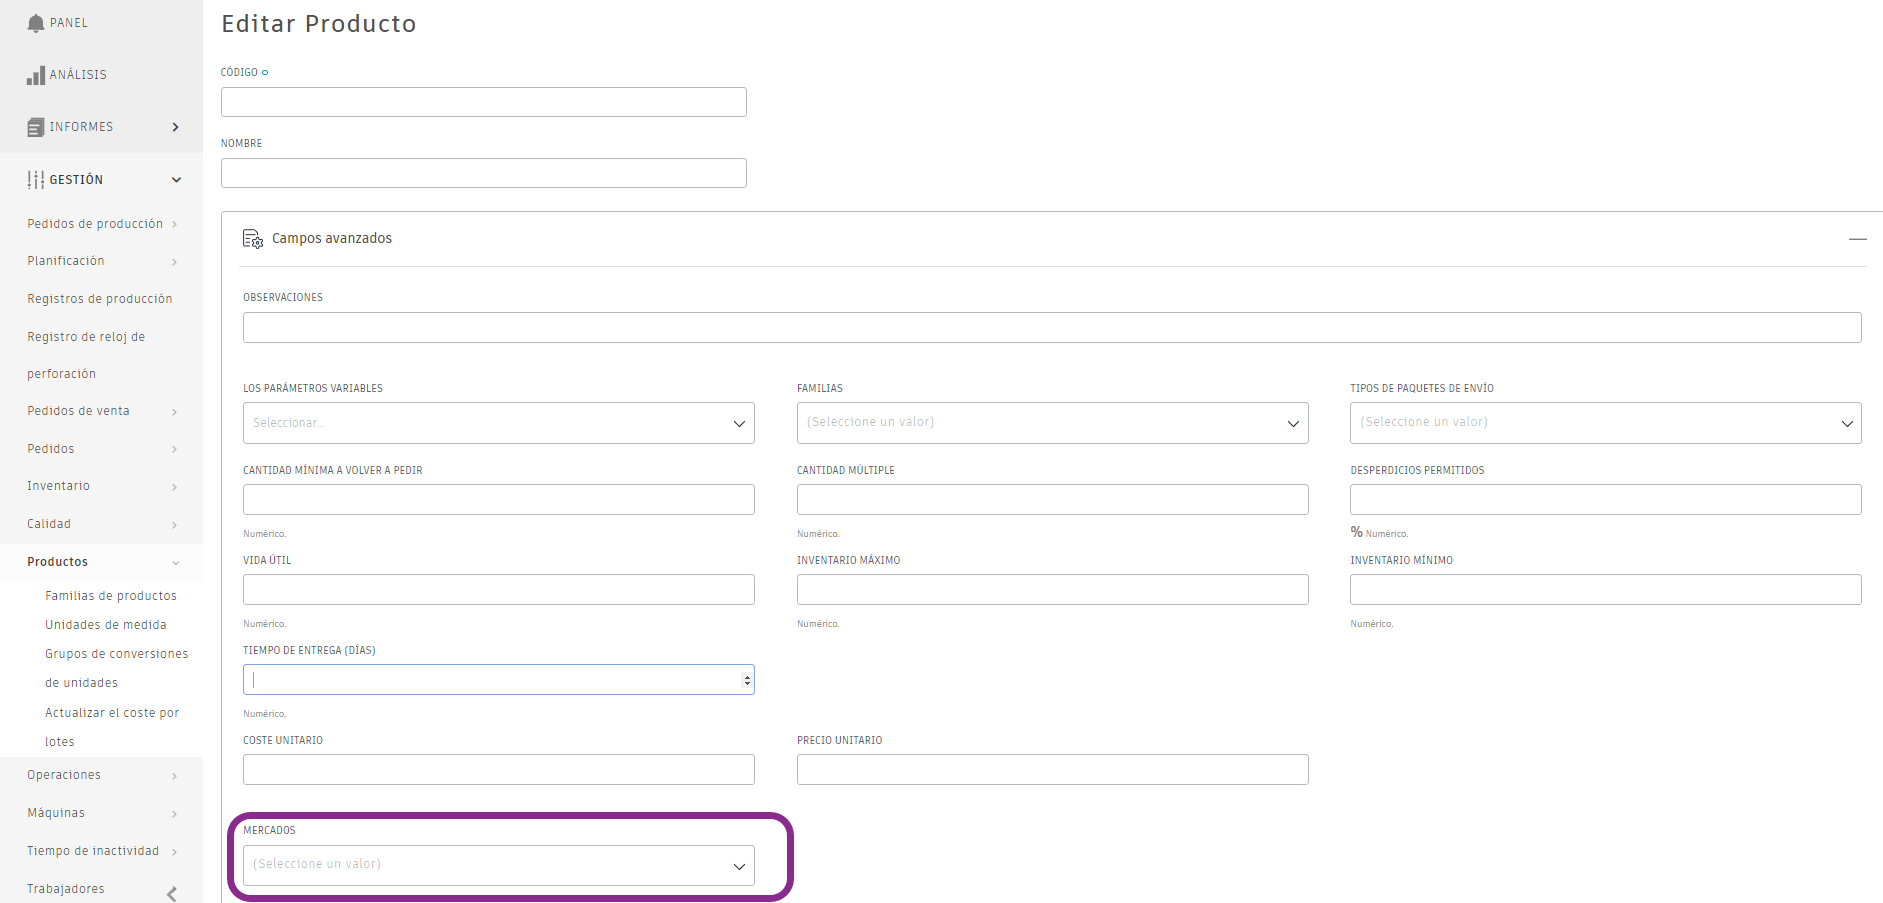 PANEL
ANÁLISIS
INFORMES
GESTIÓN
Pedidos de producción
Planificación
Registros de producción
Registro de reloj de
perforación
Pedidos de venta
Pedidos
Inventario
Calidad
Productos
Familias de productos
Unidades de medida
Grupos de conversiones
de unidades
Actualizar el coste por
lotes
Operaciones
Máquinas
Tiempo de inactividad
Trabajadores
Editar Producto
CÓDIGO
NOMBRE
Campos avanzados
OBSERVACIONES
LOS PARÁMETROS VARIABLES
Seleccionar...
FAMILIAS
(Seleccione un valor)
TIPOS DE PAQUETES DE ENVÍO
(Seleccione un valor)
CANTIDAD MÍNIMA A VOLVER A PEDIR
Numérico.
CANTIDAD MÚLTIPLE
Numérico.
DESPERDICIOS PERMITIDOS
% Numérico.
VIDA ÚTIL
Numérico.
INVENTARIO MÁXIMO
Numérico.
INVENTARIO MÍNIMO
Numérico.
TIEMPO DE ENTREGA (DÍAS)
Numérico.
COSTE UNITARIO
PRECIO UNITARIO
MERCADOS
(Seleccione un valor)